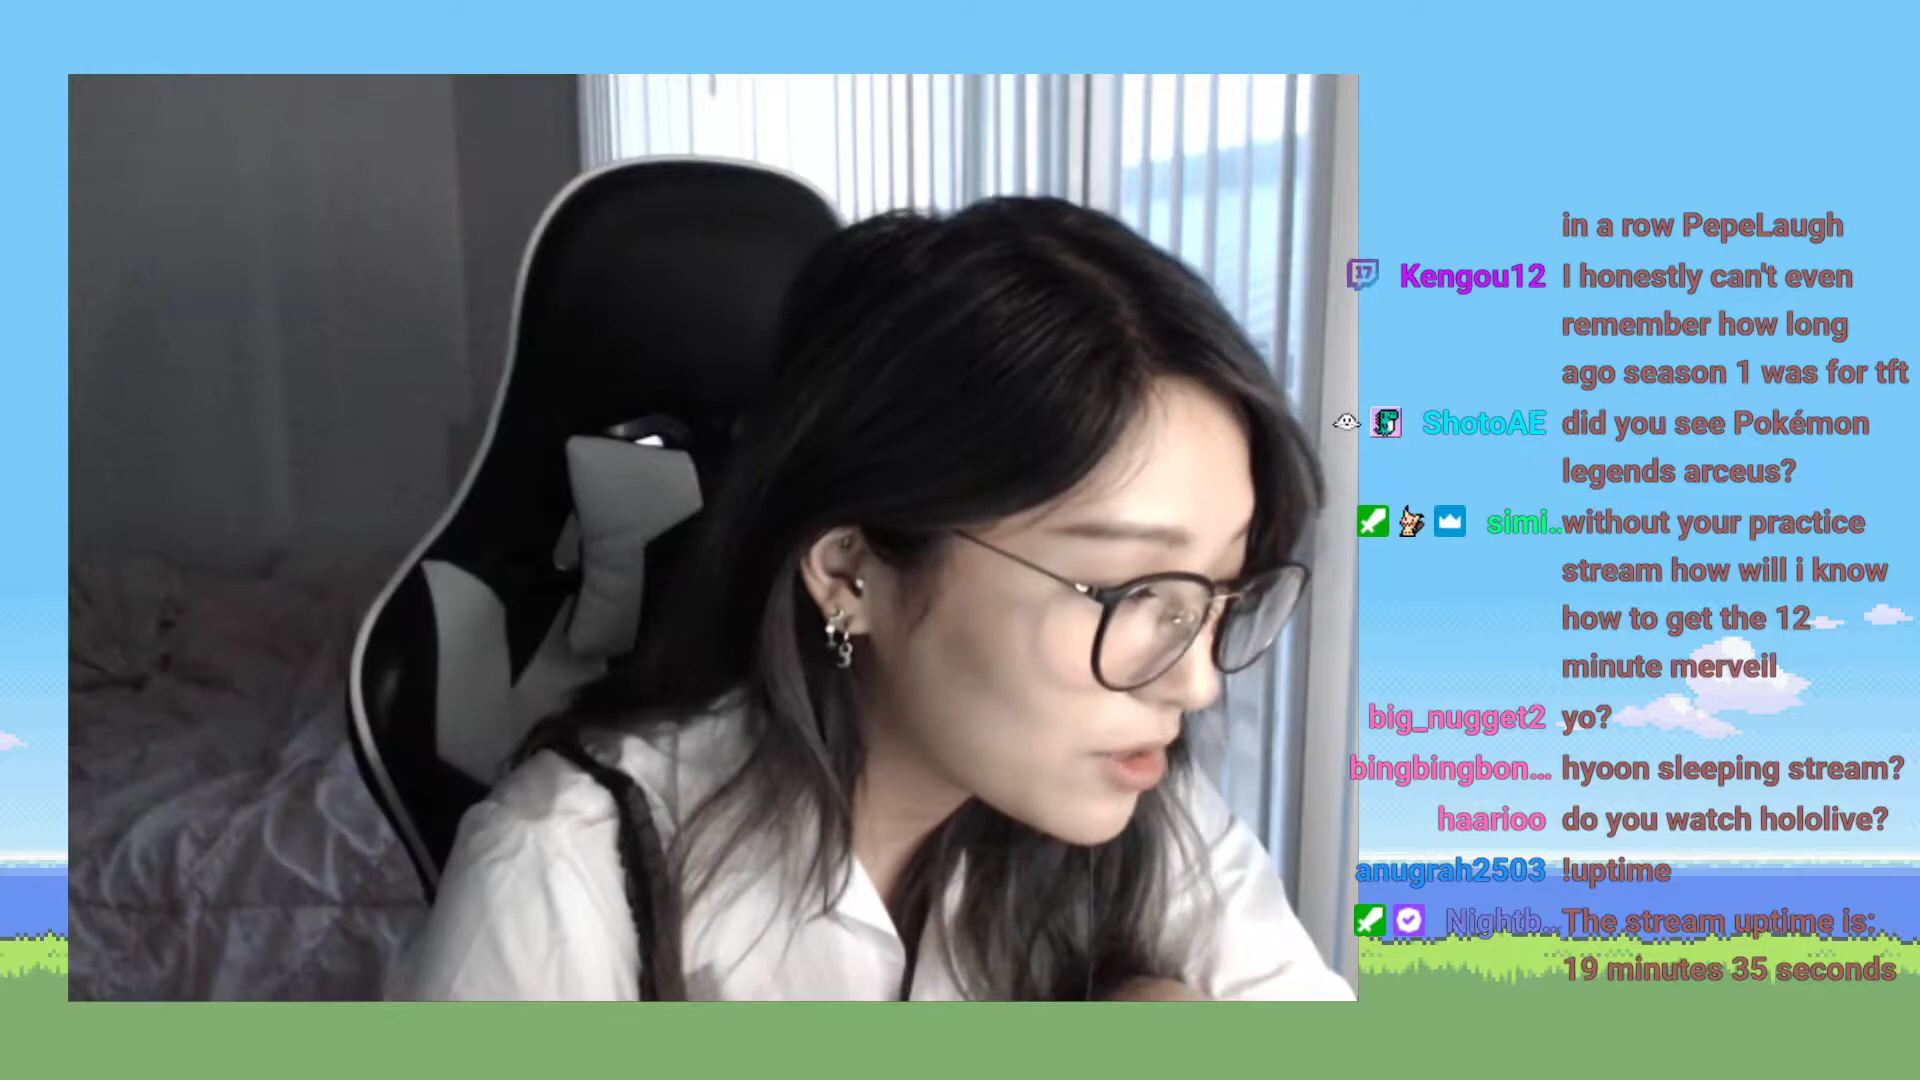 in a row PepeLaugh
17 Kengou12 I honestly can't even
remember how long
ago season 1 was for tft
ShotoAE did you see Pokémon
legends arceus?
simi.. without your practice
stream how will i know
how to get the 12
minute merveil
big_nugget2 yo?
bingbingbon... hyoon sleeping stream?
haarioo do you watch hololive?
anugrah2503 !uptime
Nightb... The stream uptime is:
19 minutes 35 seconds